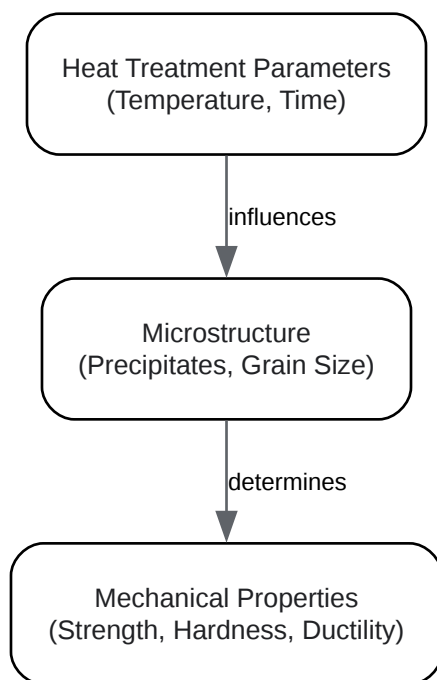 Heat Treatment Parameters
(Temperature, Time)
influences
Microstructure
(Precipitates, Grain Size)
determines
Mechanical Properties
(Strength, Hardness, Ductility)